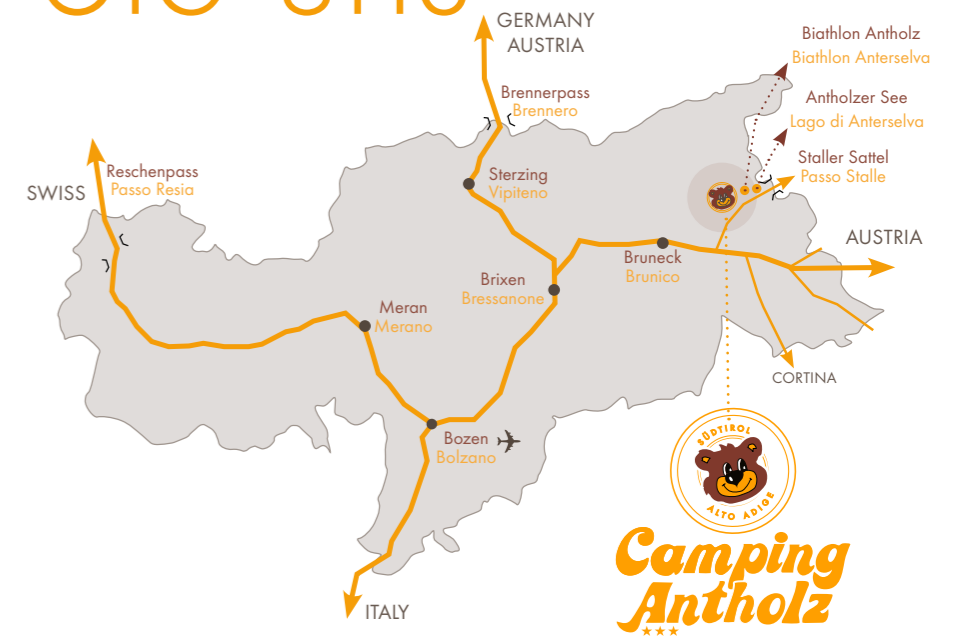 GERMANY
AUSTRIA
Biathlon Antholz
Biathlon Anterselva
Brennerpass
Brennero
Antholzer See
Lago di Anterselva
Staller Sattel
Passo Stalle
Reschenpass
Passo Resia
SWISS
Sterzing
Vipiteno
AUSTRIA
Bruneck
Brunico
Brixen
Bressanone
Meran
Merano
CORTINA
Bozen
Bolzano
SÜDTIROL
ALTO ADIGE
Camping
Antholz
ITALY